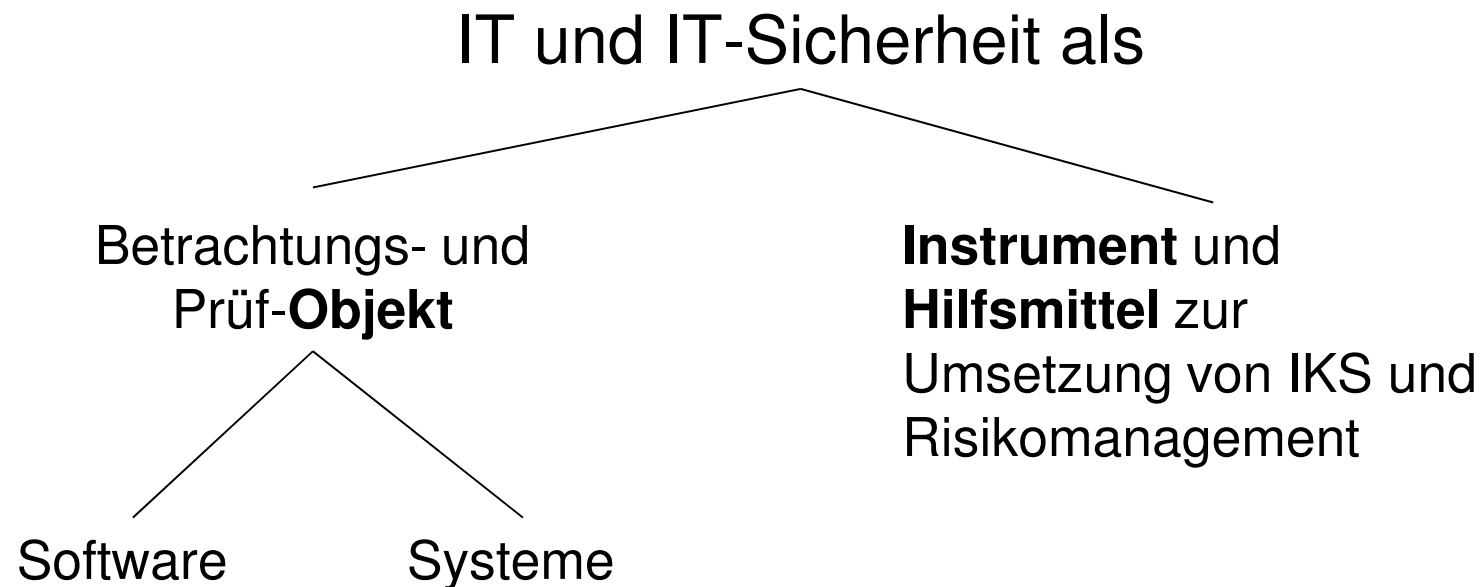 IT und IT-Sicherheit als
Betrachtungs- und
Prüf-Objekt
Instrument und
Hilfsmittel zur
Umsetzung von IKS und
Risikomanagement
Software
Systeme